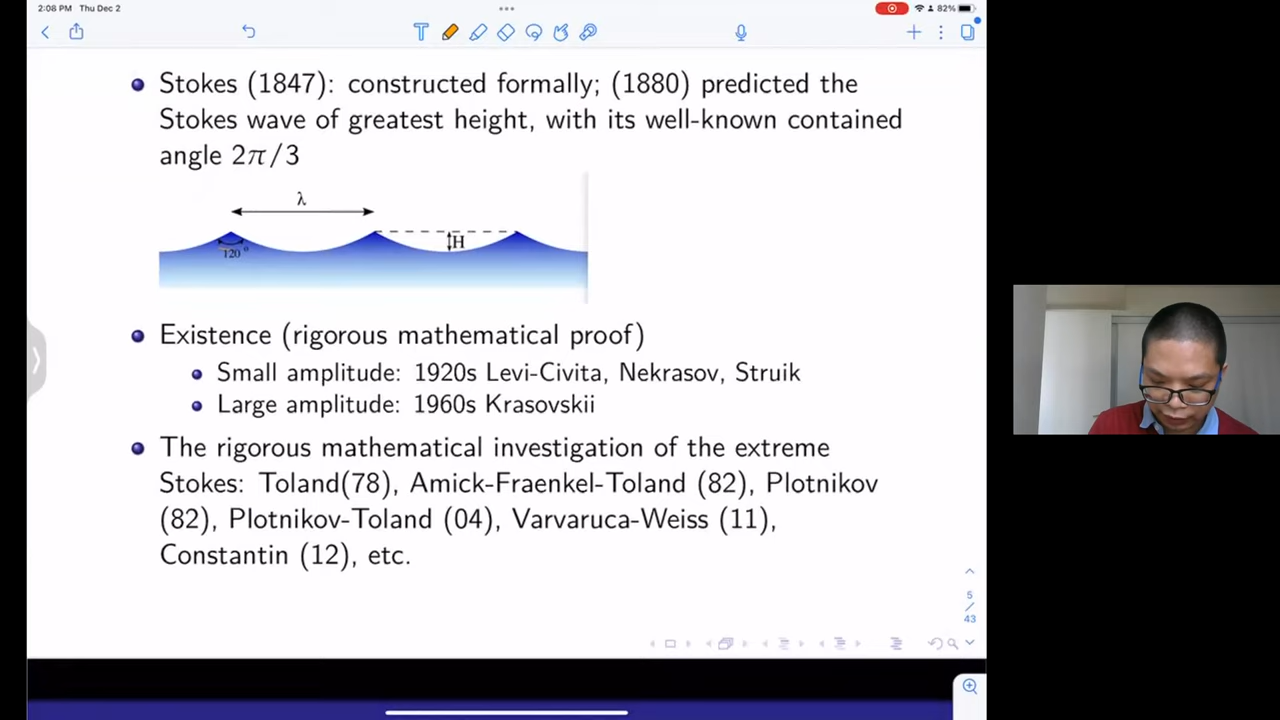 2:08 PM Thu Dec 2
82%
Stokes (1847): constructed formally; (1880) predicted the
Stokes wave of greatest height, with its well-known contained
angle 2π/3
λ
H
120°
Existence (rigorous mathematical proof)
Small amplitude: 1920s Levi-Civita, Nekrasov, Struik
Large amplitude: 1960s Krasovskii
The rigorous mathematical investigation of the extreme
Stokes: Toland(78), Amick-Fraenkel-Toland (82), Plotnikov
(82), Plotnikov-Toland (04), Varvaruca-Weiss (11),
Constantin (12), etc.
5
/
43